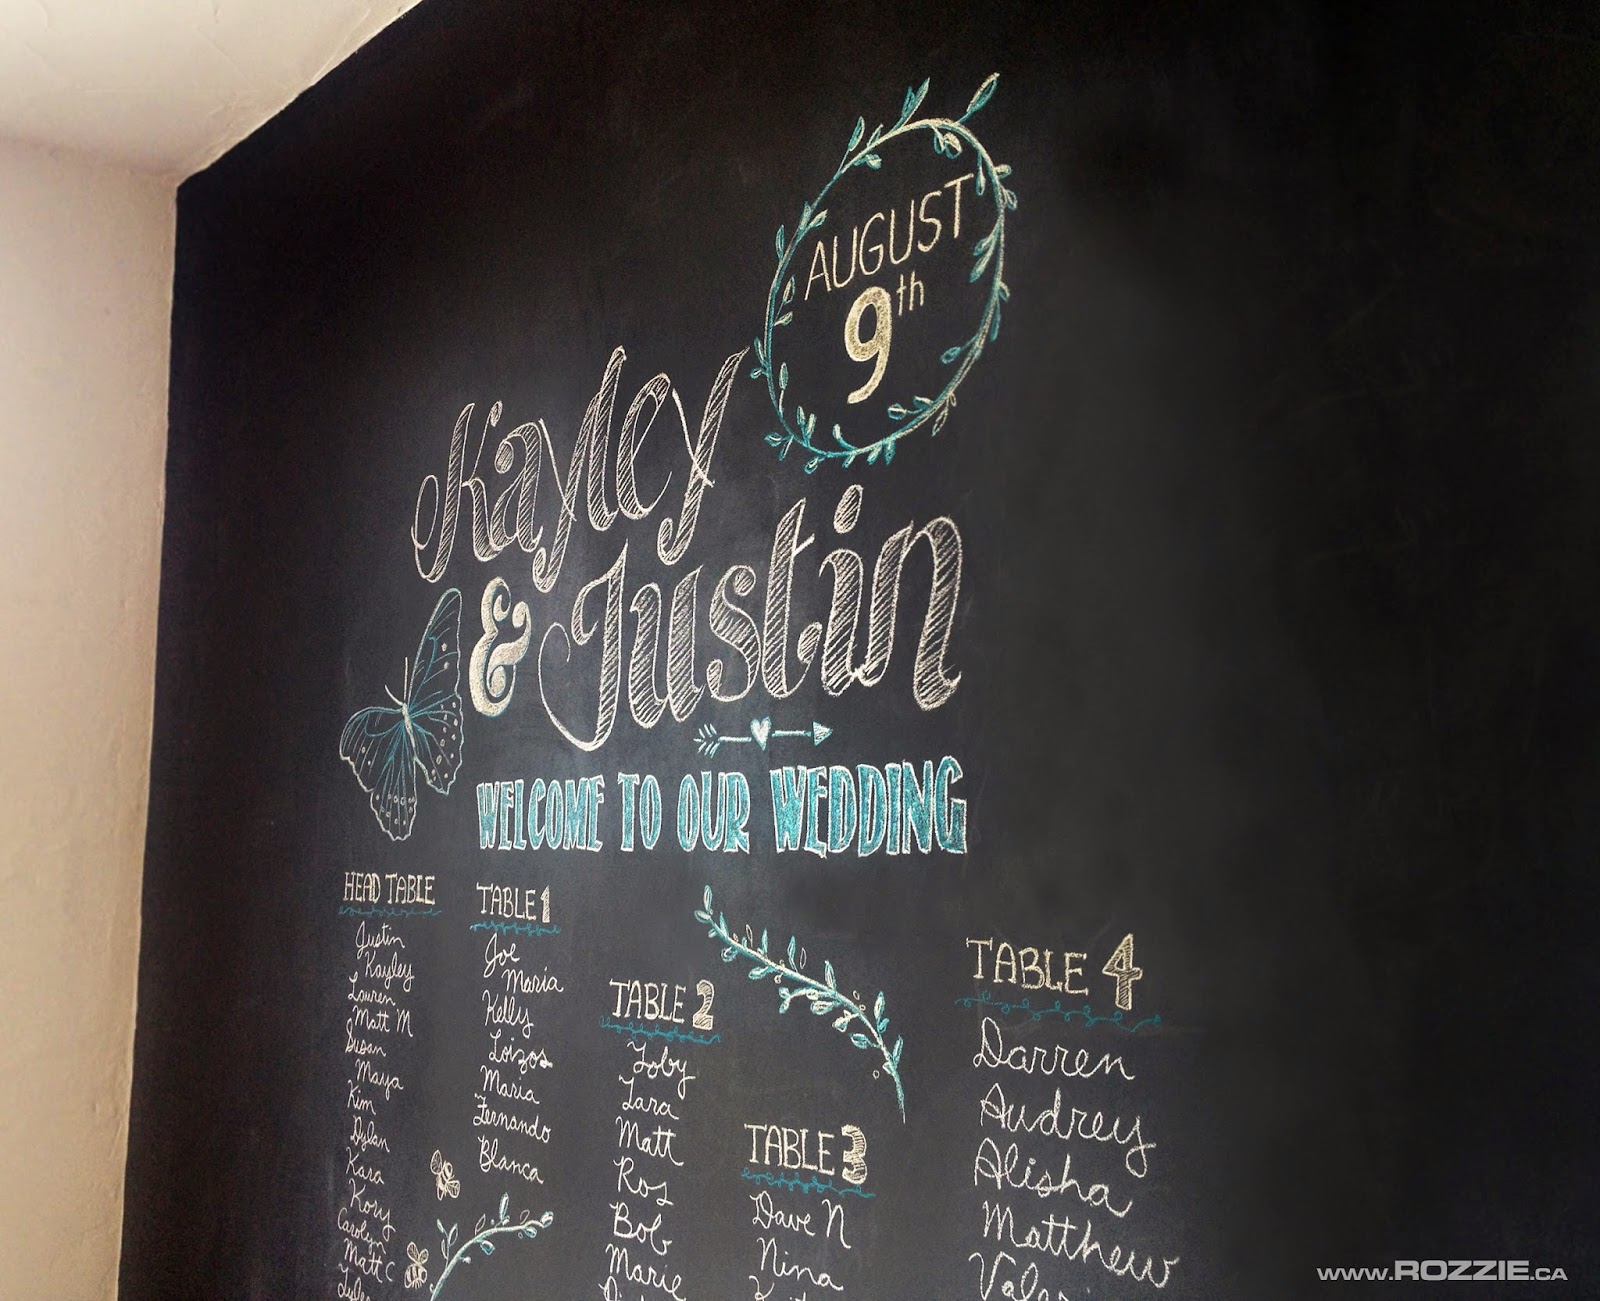 AUGUST
9th
Kayley
& Justin
WELCOME TO OUR WEDDING
HEAD TABLE
Justin
Kayley
Lauren
Matt M
Susan
Maya
Kim
Dylan
Kara
Kory
Carolyn
Matt C
TABLE 1
Joe
Maria
Kelly
Loizos
Maria
Fernando
Blanca
TABLE 2
Toby
Lara
Matt
Ros
Bob
Marie
TABLE 3
Dave N
Nina
TABLE 4
Darren
Audrey
Alisha
Matthew
www.ROZZIE.CA